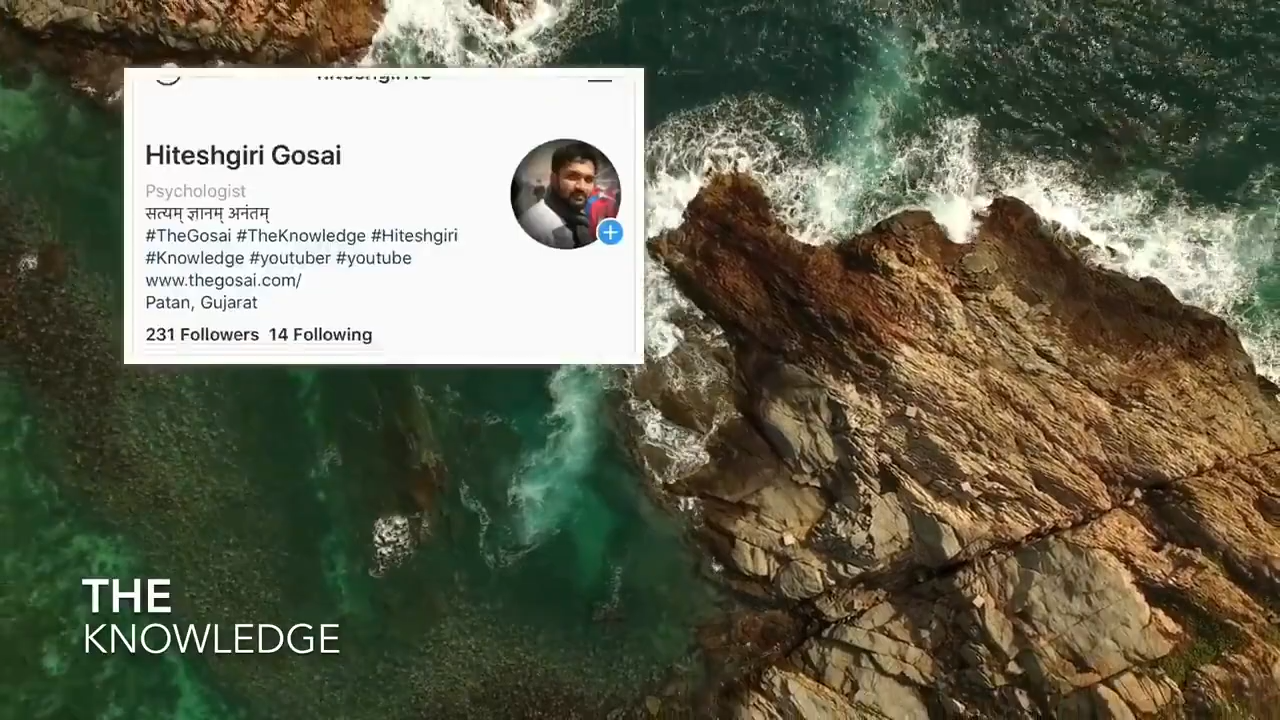 Hiteshgiri Gosai
Psychologist
सत्यम् ज्ञानम् अनंतम्
#TheGosai #TheKnowledge #Hiteshgiri
#Knowledge #youtuber #youtube
www.thegosai.com/
Patan, Gujarat
231 Followers 14 Following
THE
KNOWLEDGE